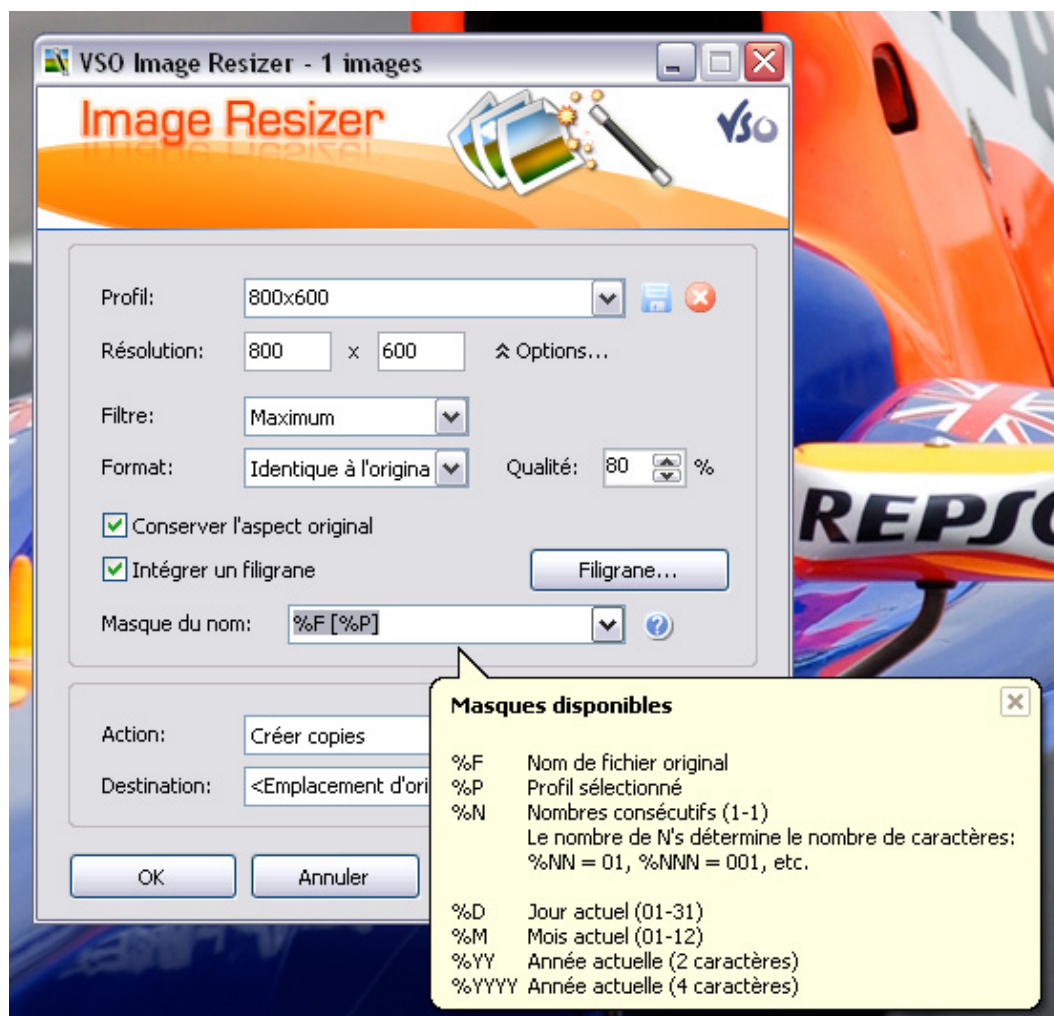 VSO Image Resizer - 1 images
Image Resizer
VSO
Profil: 800x600
Résolution: 800 x 600 Options...
Filtre: Maximum
Format: Identique à l'origina Qualité: 80 %
Conserver l'aspect original
Intégrer un filigrane Filigrane...
Masque du nom: %F [%P]
Action: Créer copies
Destination: <Emplacement d'ori
OK Annuler
Masques disponibles
%F Nom de fichier original
%P Profil sélectionné
%N Nombres consécutifs (1-1)
Le nombre de N's détermine le nombre de caractères:
%NN = 01, %NNN = 001, etc.
%D Jour actuel (01-31)
%M Mois actuel (01-12)
%YY Année actuelle (2 caractères)
%YYYY Année actuelle (4 caractères)
REPSO